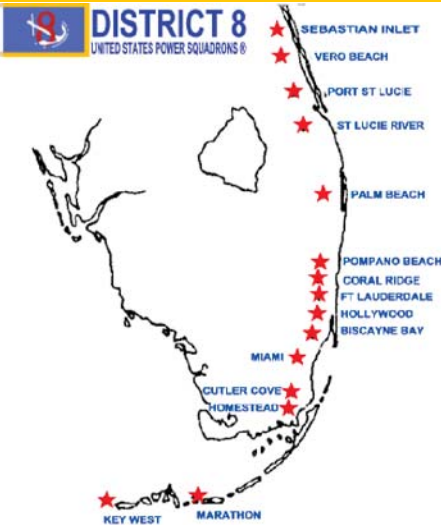 8
DISTRICT 8
UNITED STATES POWER SQUADRONS ®
SEBASTIAN INLET
VERO BEACH
PORT ST LUCIE
ST LUCIE RIVER
PALM BEACH
POMPANO BEACH
CORAL RIDGE
FT LAUDERDALE
HOLLYWOOD
BISCAYNE BAY
MIAMI
CUTLER COVE
HOMESTEAD
MARATHON
KEY WEST